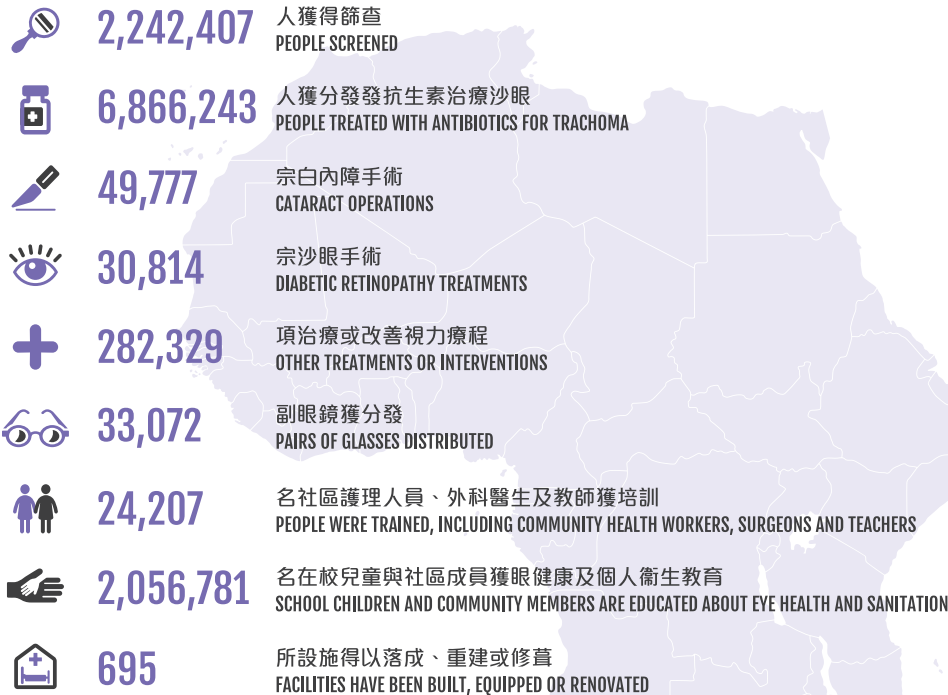 2,242,407
人獲得篩查
PEOPLE SCREENED
6,866,243
人獲分發發抗生素治療沙眼
PEOPLE TREATED WITH ANTIBIOTICS FOR TRACHOMA
49,777
宗白內障手術
CATARACT OPERATIONS
30,814
宗沙眼手術
DIABETIC RETINOPATHY TREATMENTS
282,329
項治療或改善視力療程
OTHER TREATMENTS OR INTERVENTIONS
33,072
副眼鏡獲分發
PAIRS OF GLASSES DISTRIBUTED
24,207
名社區護理人員、外科醫生及教師獲培訓
PEOPLE WERE TRAINED, INCLUDING COMMUNITY HEALTH WORKERS, SURGEONS AND TEACHERS
2,056,781
名在校兒童與社區成員獲眼健康及個人衞生教育
SCHOOL CHILDREN AND COMMUNITY MEMBERS ARE EDUCATED ABOUT EYE HEALTH AND SANITATION
695
所設施得以落成、重建或修葺
FACILITIES HAVE BEEN BUILT, EQUIPPED OR RENOVATED